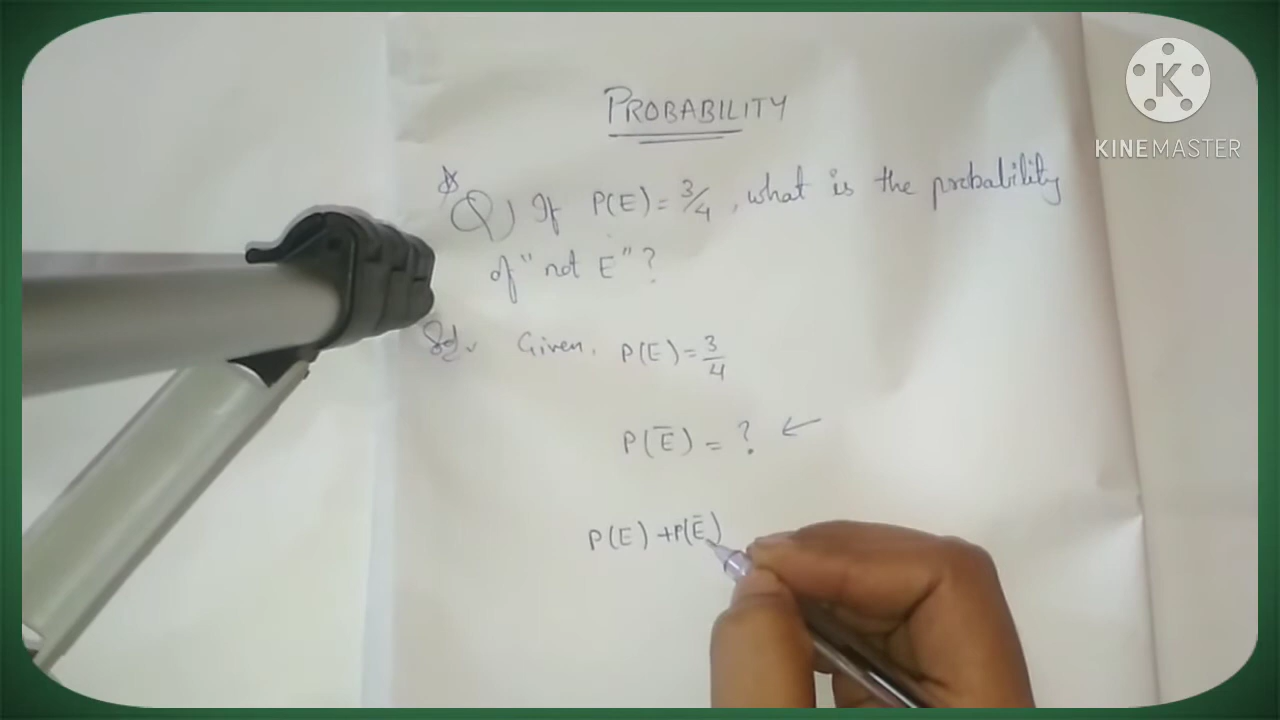 PROBABILITY
KINEMASTER
Q) If P(E) = 3/4, what is the probability
of "not E"?
Sol. Given, P(E) = 3/4
P(Ē) = ? ←
P(E) + P(Ē)